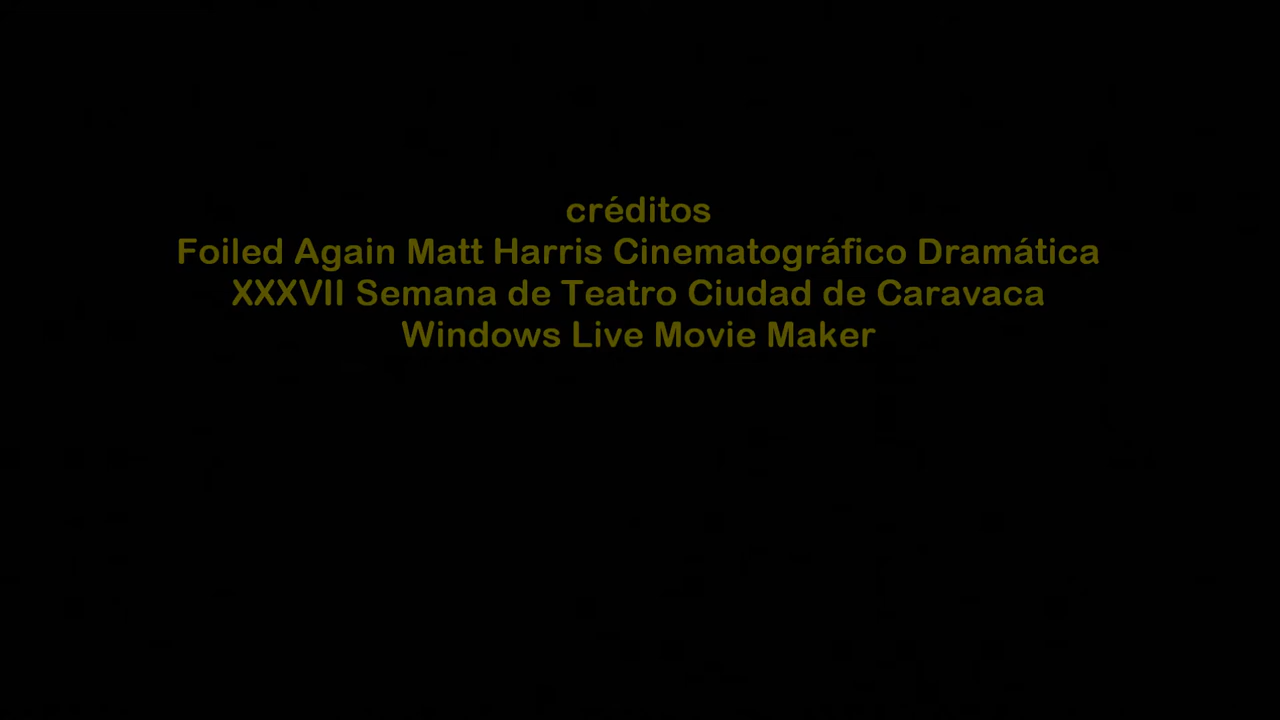 créditos
Foiled Again Matt Harris Cinematográfico Dramática
XXXVII Semana de Teatro Ciudad de Caravaca
Windows Live Movie Maker